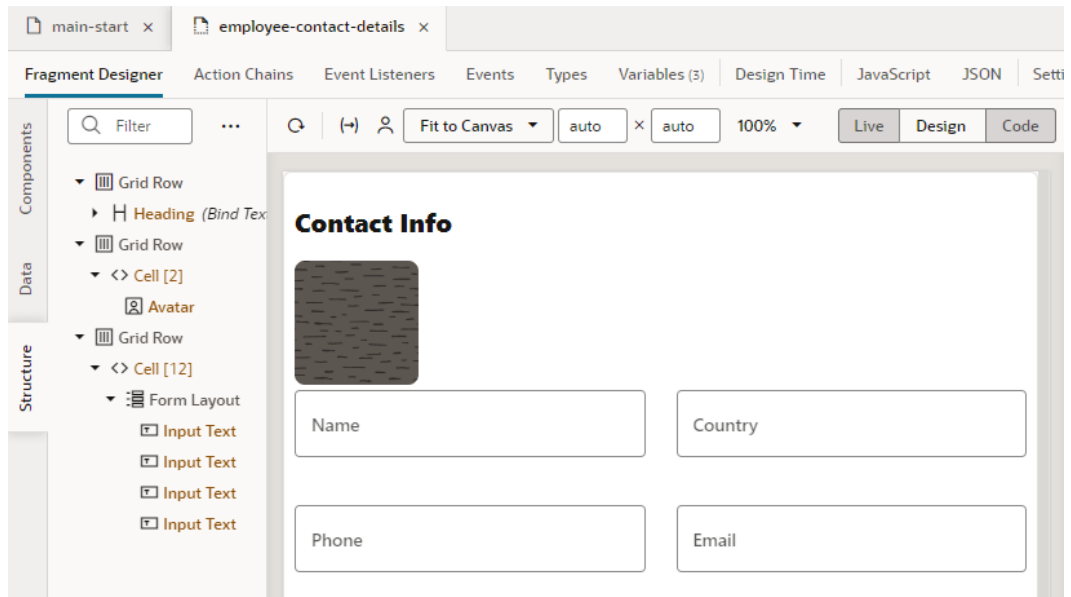 main-start ×
employee-contact-details ×
Fragment Designer Action Chains Event Listeners Events Types Variables (3) Design Time JavaScript JSON Setti
Components
Data
Structure
Filter ...
Fit to Canvas auto × auto 100% Live Design Code
Grid Row
H Heading (Bind Tex
Grid Row
<> Cell [2]
Avatar
Grid Row
<> Cell [12]
Form Layout
Input Text
Input Text
Input Text
Input Text
Contact Info
Name Country
Phone Email